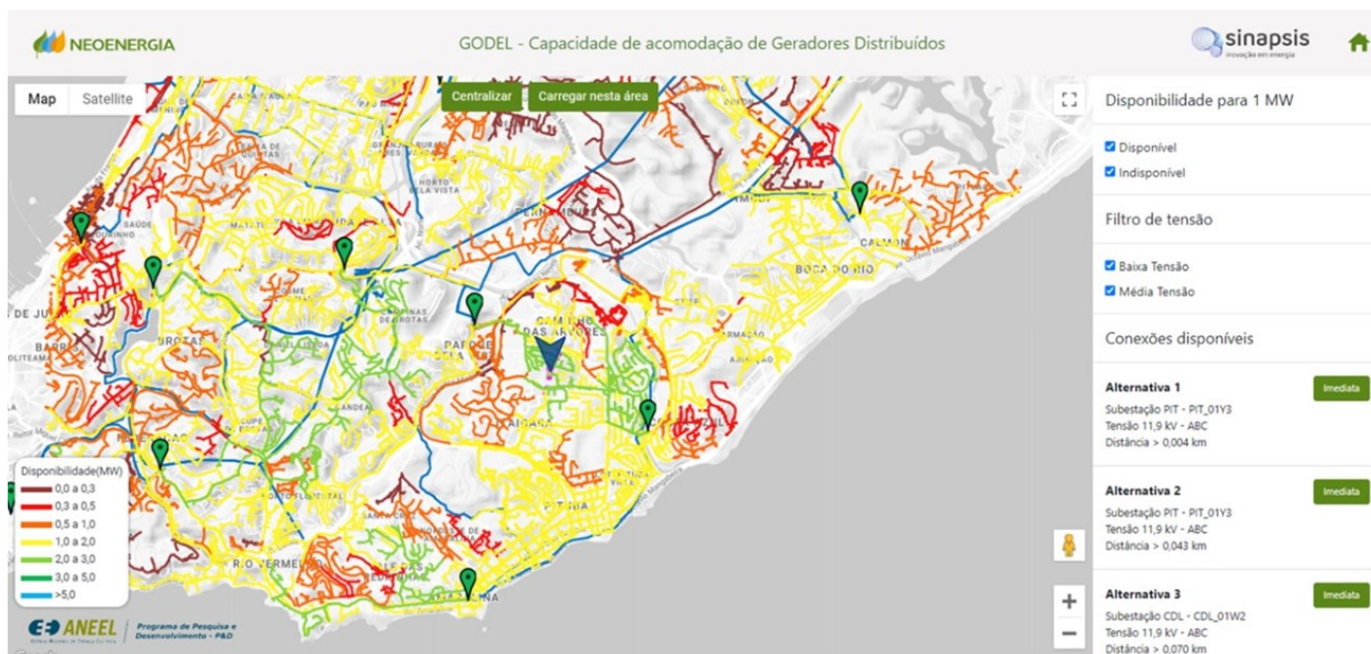 NEOENERGIA
GODEL - Capacidade de acomodação de Geradores Distribuídos
sinapsis
inovação em energia
Map
Satellite
Centralizar
Carregar nesta área
HORTO
BELA VISTA
SAÚDE
CALMON
BOCA DO RIO
CAMINHO
DAS ÁRVORES
ARMAÇÃO
BROTAS
RIO VERMELHO
Disponibilidade(MW)
0,0 a 0,3
0,3 a 0,5
0,5 a 1,0
1,0 a 2,0
2,0 a 3,0
3,0 a 5,0
>5,0
ANEEL
Programa de Pesquisa e
Desenvolvimento - P&D
Disponibilidade para 1 MW
Disponível
Indisponível
Filtro de tensão
Baixa Tensão
Média Tensão
Conexões disponíveis
Alternativa 1
Imediata
Subestação PIT - PIT_01Y3
Tensão 11,9 kV - ABC
Distância > 0,004 km
Alternativa 2
Imediata
Subestação PIT - PIT_01Y3
Tensão 11,9 kV - ABC
Distância > 0,043 km
Alternativa 3
Imediata
Subestação CDL - CDL_01W2
Tensão 11,9 kV - ABC
Distância > 0,070 km